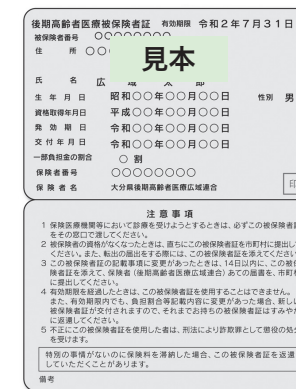 後期高齢者医療被保険者証 有効期限 令和2年7月31日
被保険者番号 ○○○○○○○○
住 所 ○○
見本
氏 名 広 域 太 郎
生年月日 昭和○○年○○月○○日 性別 男
資格取得年月日 平成○○年○○月○○日
発効期日 令和○○年○○月○○日
交付年月日 令和○○年○○月○○日
一部負担金の割合 ○割
保険者番号 ○○○○○○○○
保険者名 大分県後期高齢者医療広域連合 印
注意事項
1 保険医療機関等において診療を受けようとするときは、必ずこの被保険者証
をその窓口で渡してください。
2 被保険者の資格がなくなったときは、直ちにこの被保険者証を市町村に提出して
ください。また、転出の届出をする際には、この被保険者証を添えてください。
3 この被保険者証の記載事項に変更があったときは、14日以内に、この被保
険者証を添えて、保険者(後期高齢者医療広域連合)あての届書を、市町村
に提出してください。
4 有効期限を経過したときは、この被保険者証を使用することはできません。
また、有効期限内でも、負担割合等記載内容に変更があった場合、新しい
被保険者証が交付されますので、それまでお持ちの被保険者証はすみやか
に返還してください。
5 不正にこの被保険者証を使用した者は、刑法により詐欺罪として懲役の処分
を受けます。
特別の事情がないのに保険料を滞納した場合、この被保険者証を返還
していただくことがあります。
備考